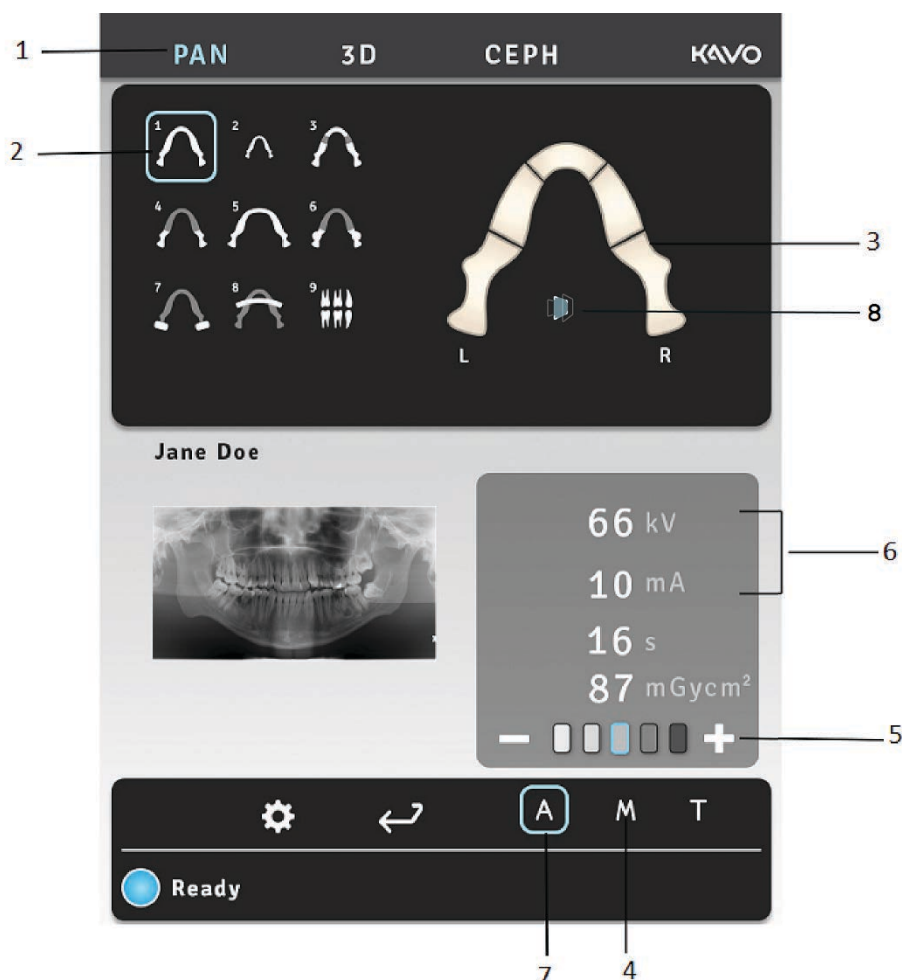 1 PAN 3D CEPH KAVO
1 2 3
2
4 5 6
3
7 8 9
8
L R
Jane Doe
66 kV
6
10 mA
16 s
87 mGycm²
− + 5
A M T
Ready
7 4